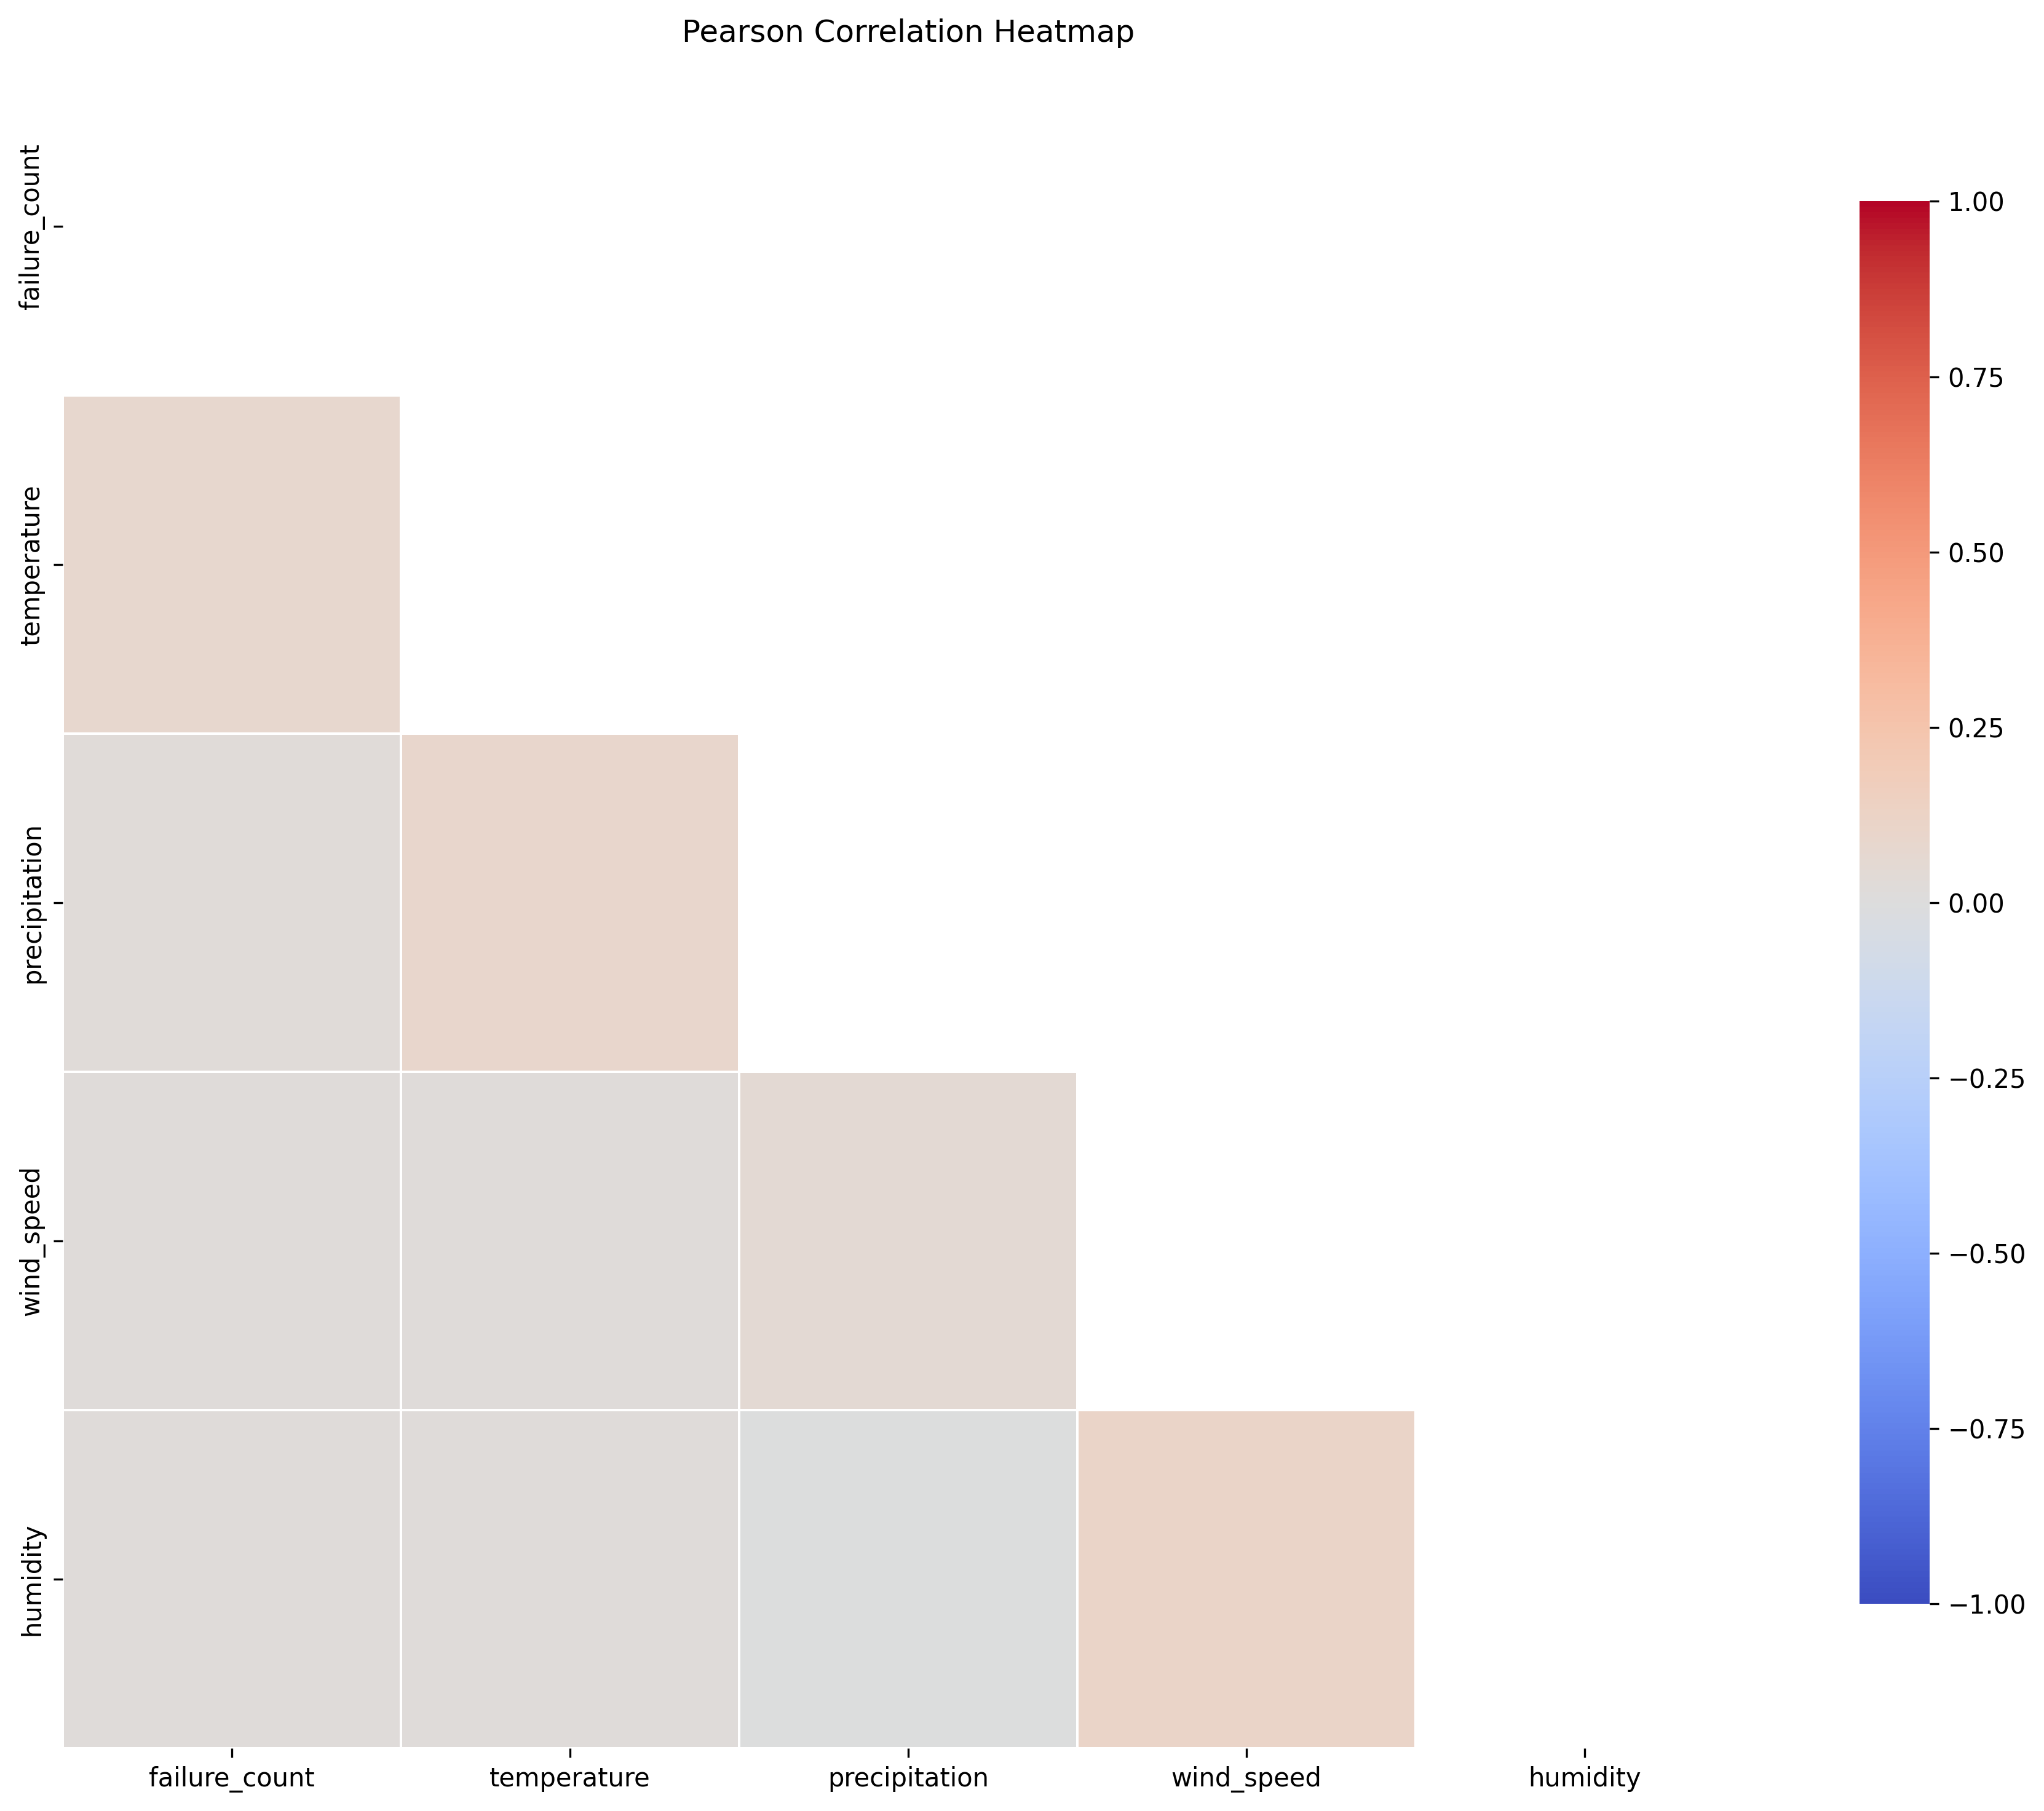 Pearson Correlation Heatmap
failure_count
temperature
precipitation
wind_speed
humidity
failure_count
temperature
precipitation
wind_speed
humidity
1.00
0.75
0.50
0.25
0.00
−0.25
−0.50
−0.75
−1.00